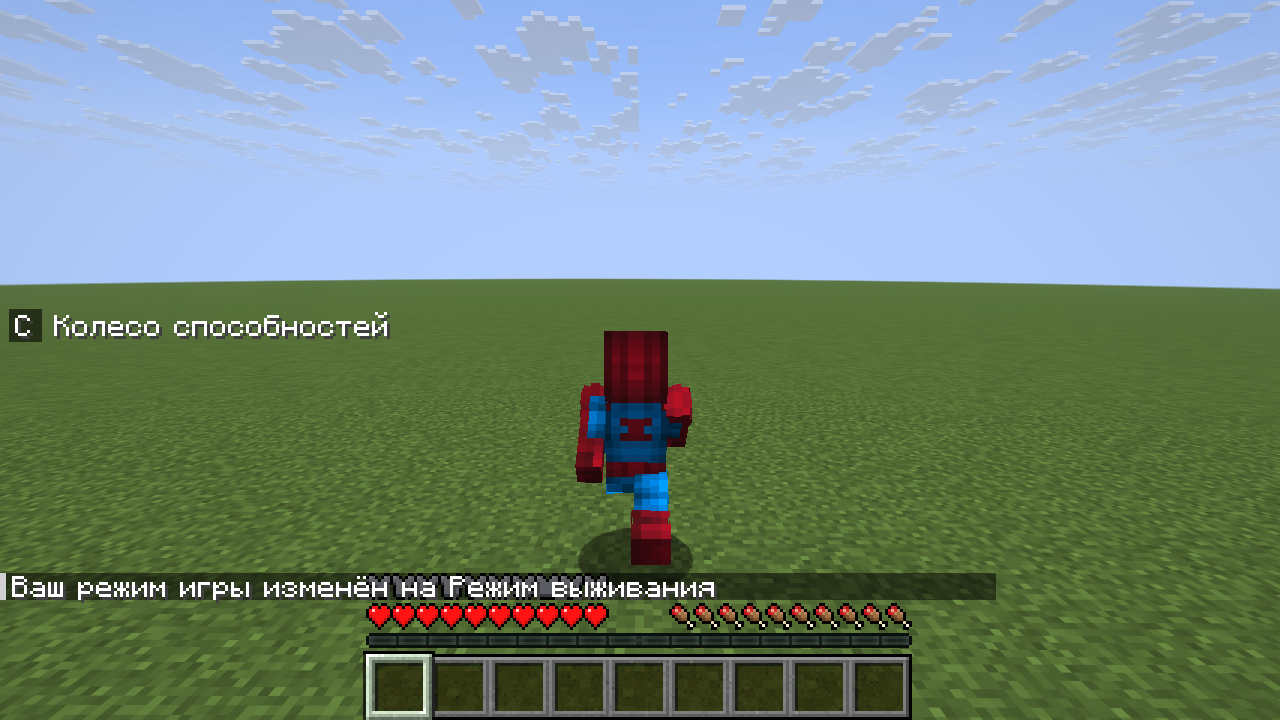 C Колесо способностей
Ваш режим игры изменён на Режим выживания